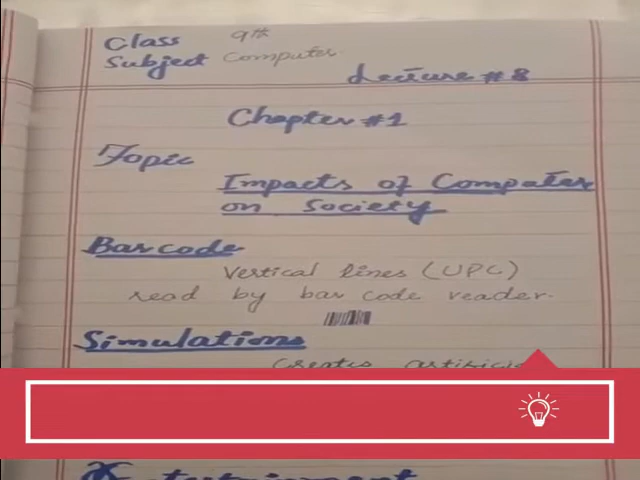 Class 9th
Subject Computer
Lecture #8
Chapter #1
Topic
Impacts of Computer
on Society
Barcode
Vertical lines (UPC)
read by bar code reader.
Simulations
Creates